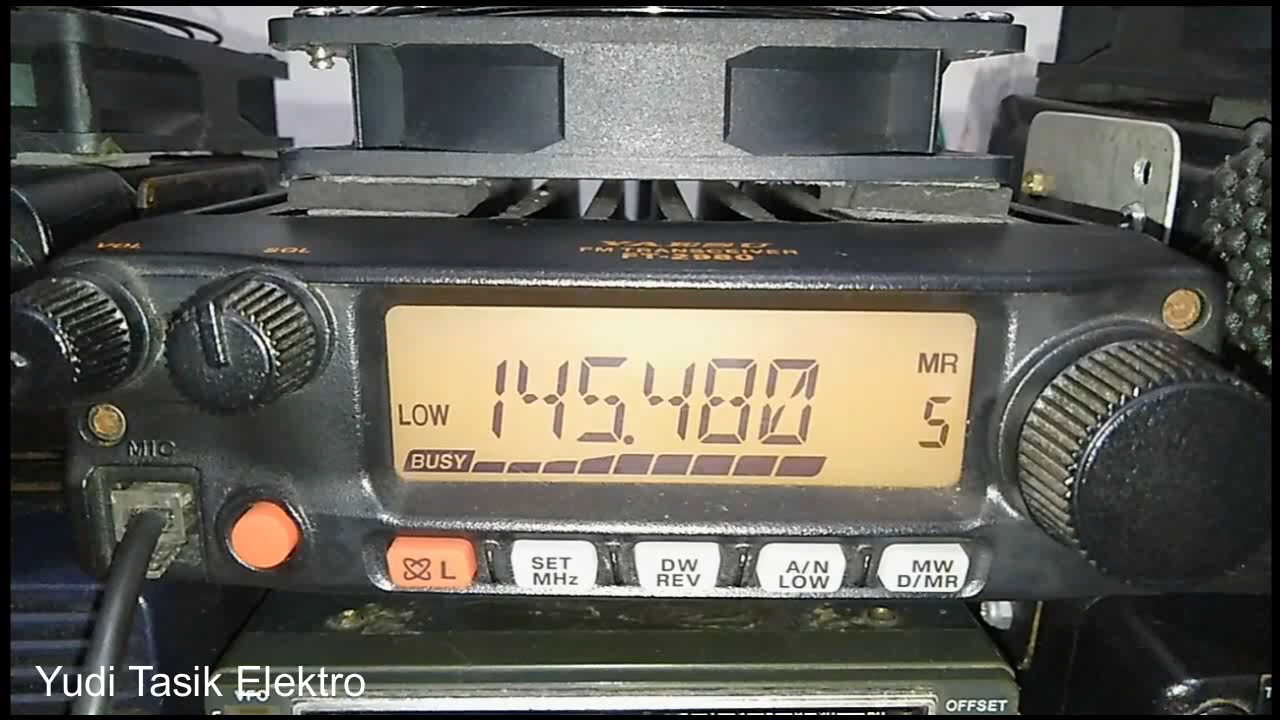 VOL
SQL
YAESU
FM TRANSCEIVER
FT-2980
MR
LOW 145.480 5
BUSY
MIC
L
SET
MHz
DW
REV
A/N
LOW
MW
D/MR
Yudi Tasik Elektro
VFO
OFFSET